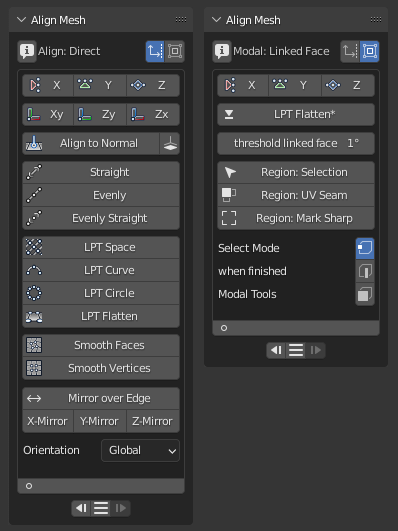 Align Mesh
Align: Direct
X Y Z
Xy Zy Zx
Align to Normal
Straight
Evenly
Evenly Straight
LPT Space
LPT Curve
LPT Circle
LPT Flatten
Smooth Faces
Smooth Vertices
Mirror over Edge
X-Mirror Y-Mirror Z-Mirror
Orientation Global
Align Mesh
Modal: Linked Face
X Y Z
LPT Flatten*
threshold linked face 1°
Region: Selection
Region: UV Seam
Region: Mark Sharp
Select Mode
when finished
Modal Tools